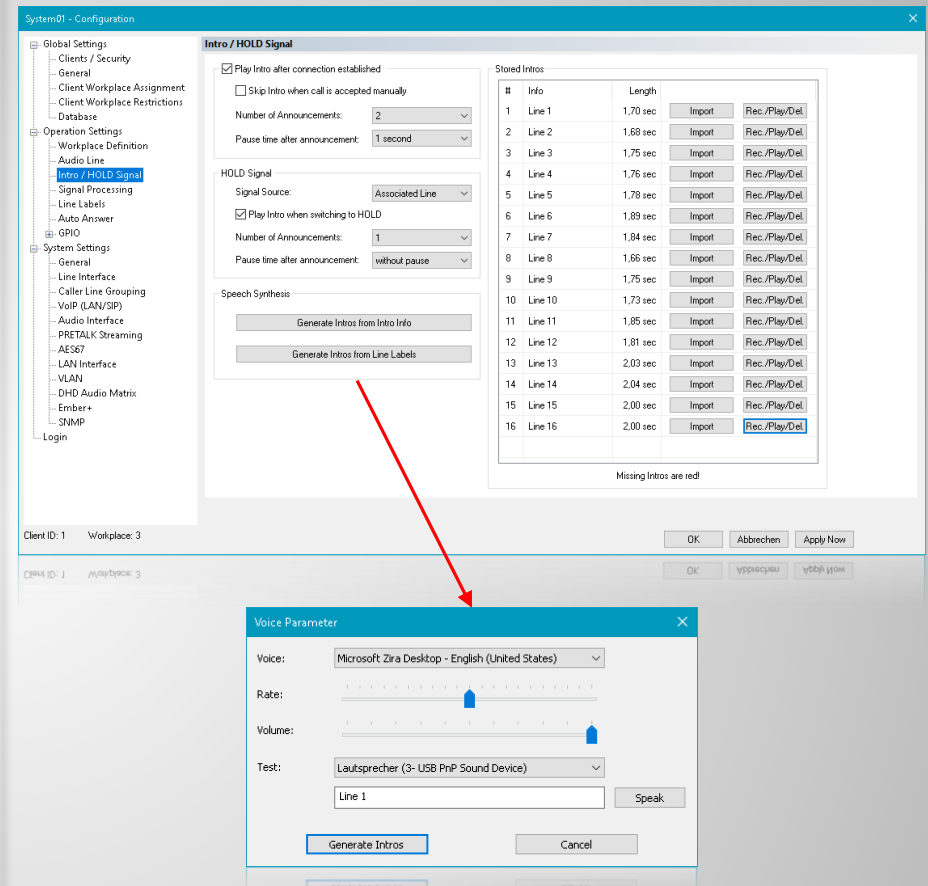 System01 - Configuration
Global Settings
Clients / Security
General
Client Workplace Assignment
Client Workplace Restrictions
Database
Operation Settings
Workplace Definition
Audio Line
Intro / HOLD Signal
Signal Processing
Line Labels
Auto Answer
GPIO
System Settings
General
Line Interface
Caller Line Grouping
VoIP (LAN/SIP)
Audio Interface
PRETALK Streaming
AES67
LAN Interface
VLAN
DHD Audio Matrix
Ember+
SNMP
Login
Intro / HOLD Signal
Play Intro after connection established
Skip Intro when call is accepted manually
Number of Announcements: 2
Pause time after announcement: 1 second
HOLD Signal
Signal Source: Associated Line
Play Intro when switching to HOLD
Number of Announcements: 1
Pause time after announcement: without pause
Speech Synthesis
Generate Intros from Intro Info
Generate Intros from Line Labels
Stored Intros
# Info Length
1 Line 1 1,70 sec Import Rec./Play/Del.
2 Line 2 1,68 sec Import Rec./Play/Del.
3 Line 3 1,75 sec Import Rec./Play/Del.
4 Line 4 1,76 sec Import Rec./Play/Del.
5 Line 5 1,78 sec Import Rec./Play/Del.
6 Line 6 1,89 sec Import Rec./Play/Del.
7 Line 7 1,84 sec Import Rec./Play/Del.
8 Line 8 1,66 sec Import Rec./Play/Del.
9 Line 9 1,75 sec Import Rec./Play/Del.
10 Line 10 1,73 sec Import Rec./Play/Del.
11 Line 11 1,85 sec Import Rec./Play/Del.
12 Line 12 1,81 sec Import Rec./Play/Del.
13 Line 13 2,03 sec Import Rec./Play/Del.
14 Line 14 2,04 sec Import Rec./Play/Del.
15 Line 15 2,00 sec Import Rec./Play/Del.
16 Line 16 2,00 sec Import Rec./Play/Del.
Missing Intros are red!
Client ID: 1 Workplace: 3
OK Abbrechen Apply Now
Voice Parameter
Voice: Microsoft Zira Desktop - English (United States)
Rate:
Volume:
Test: Lautsprecher (3- USB PnP Sound Device)
Line 1 Speak
Generate Intros Cancel